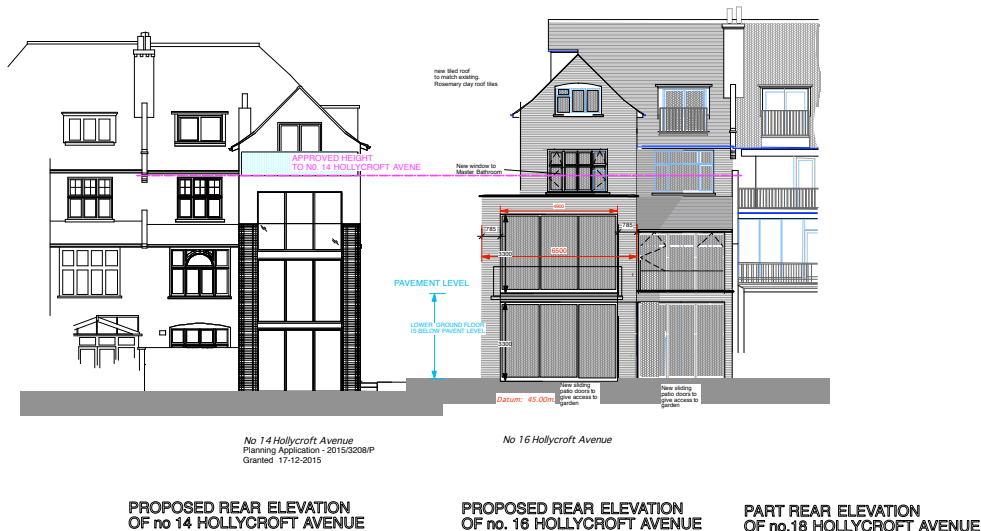 new tiled roof
to match existing.
Rosemary clay roof tiles
APPROVED HEIGHT
TO NO. 14 HOLLYCROFT AVENE
New window to
Master Bathroom
4900
785
785
3300
6500
PAVEMENT LEVEL
LOWER GROUND FLOOR
IS BELOW PAVENT LEVEL
3300
New sliding
patio doors to
give access to
garden
New sliding
patio doors to
give access to
garden
Datum: 45.00m.
No 14 Hollycroft Avenue
Planning Application - 2015/3208/P
Granted 17-12-2015
No 16 Hollycroft Avenue
PROPOSED REAR ELEVATION
OF no 14 HOLLYCROFT AVENUE
PROPOSED REAR ELEVATION
OF no. 16 HOLLYCROFT AVENUE
PART REAR ELEVATION
OF no.18 HOLLYCROFT AVENUE